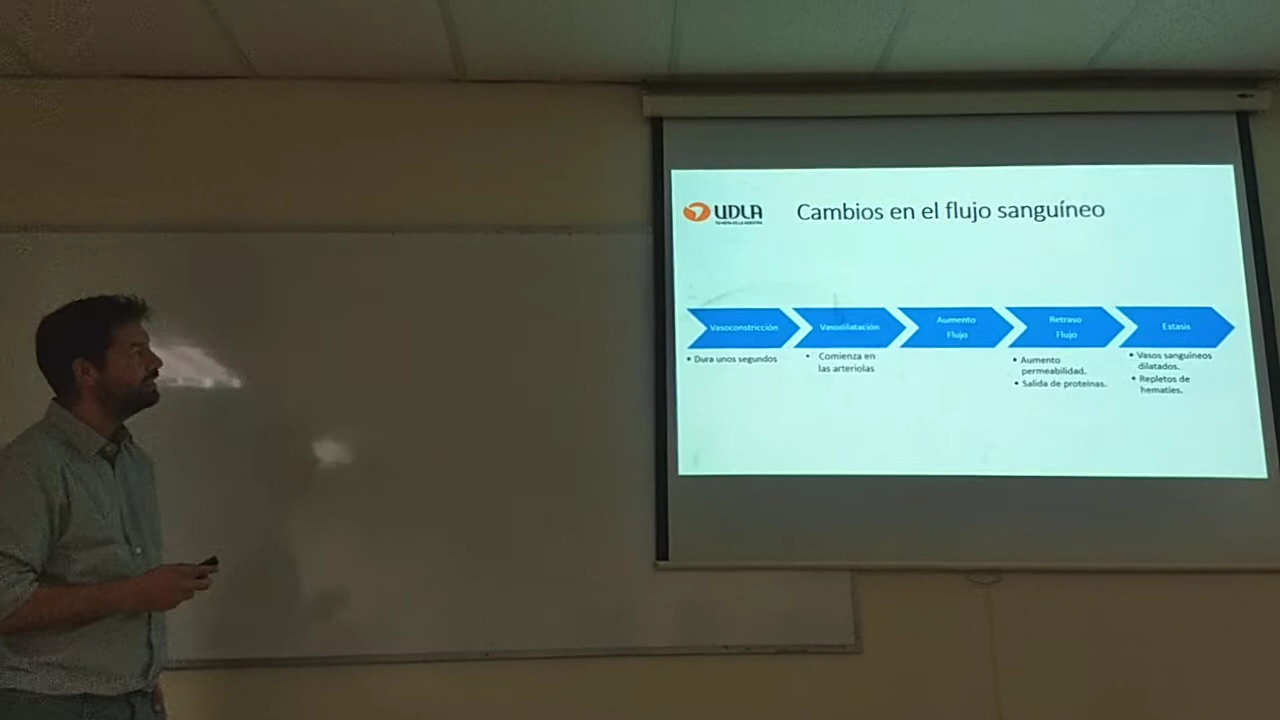 UDLA
Cambios en el flujo sanguíneo
Vasoconstricción
• Dura unos segundos
Vasodilatación
• Comienza en
las arteriolas
Aumento
Flujo
Retraso
Flujo
• Aumento
permeabilidad.
• Salida de proteínas.
Estasis
• Vasos sanguíneos
dilatados.
• Repletos de
hematíes.